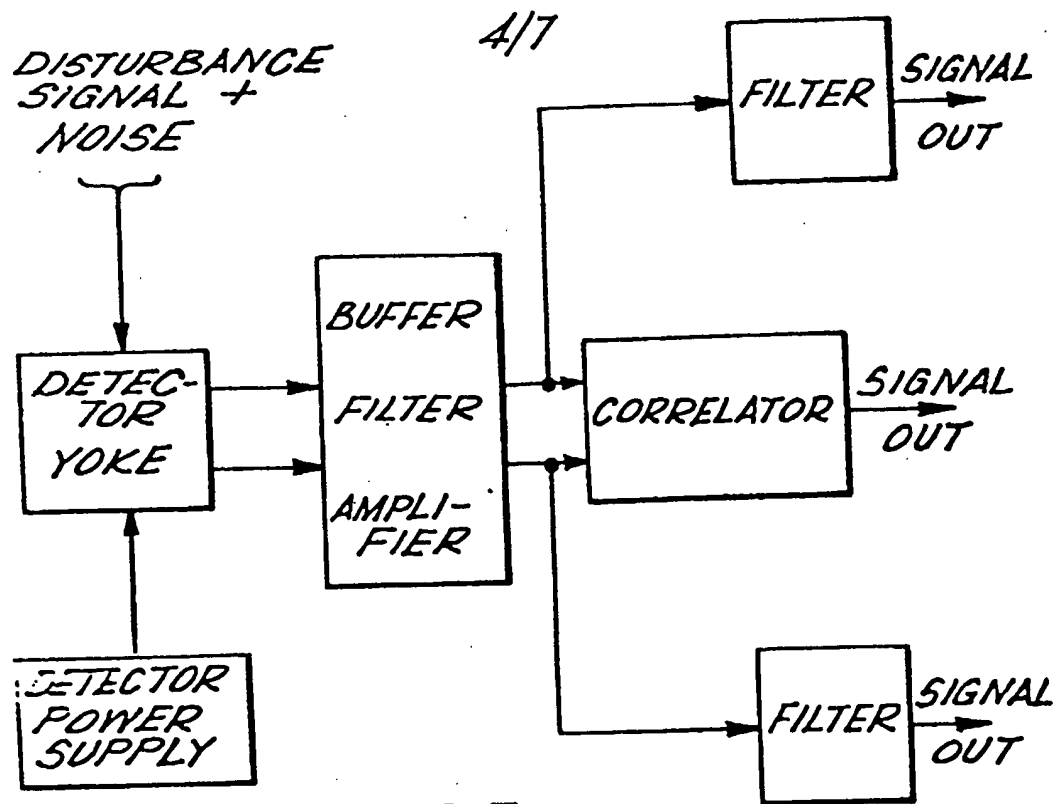 4/7
DISTURBANCE
SIGNAL +
NOISE
DETEC-
TOR
YOKE
DETECTOR
POWER
SUPPLY
BUFFER
FILTER
AMPLI-
FIER
FILTER
SIGNAL
OUT
CORRELATOR
SIGNAL
OUT
FILTER
SIGNAL
OUT